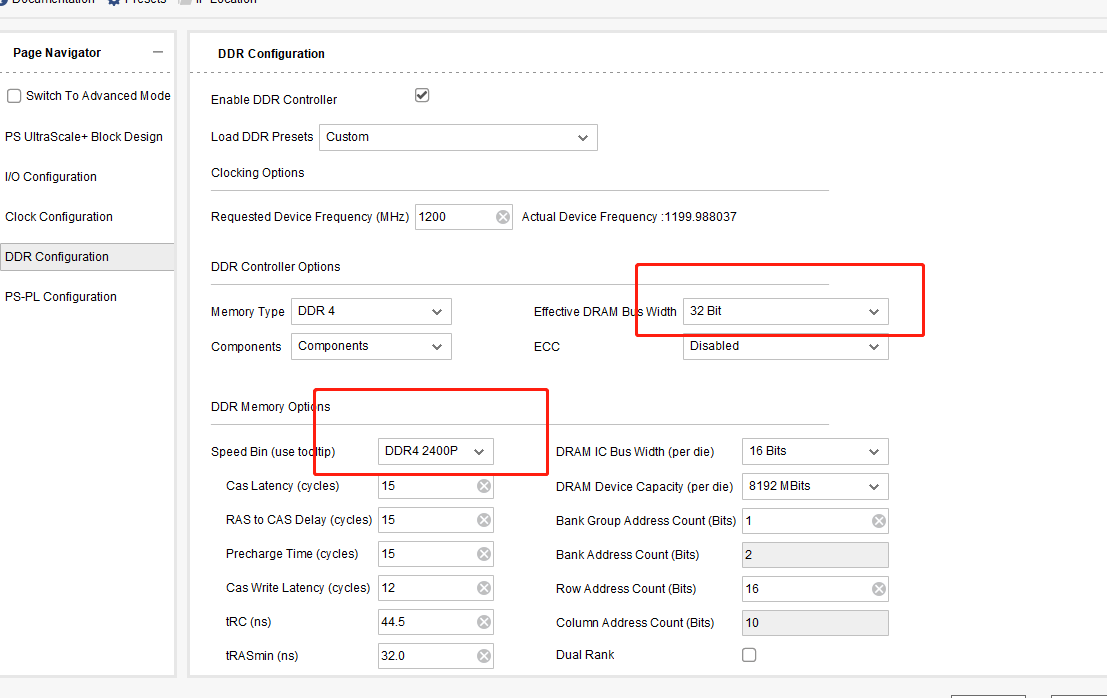 Documentation Presets IP Location
Page Navigator
Switch To Advanced Mode
PS UltraScale+ Block Design
I/O Configuration
Clock Configuration
DDR Configuration
PS-PL Configuration
DDR Configuration
Enable DDR Controller
Load DDR Presets Custom
Clocking Options
Requested Device Frequency (MHz) 1200 Actual Device Frequency :1199.988037
DDR Controller Options
Memory Type DDR 4 Effective DRAM Bus Width 32 Bit
Components Components ECC Disabled
DDR Memory Options
Speed Bin (use tooltip) DDR4 2400P DRAM IC Bus Width (per die) 16 Bits
Cas Latency (cycles) 15 DRAM Device Capacity (per die) 8192 MBits
RAS to CAS Delay (cycles) 15 Bank Group Address Count (Bits) 1
Precharge Time (cycles) 15 Bank Address Count (Bits) 2
Cas Write Latency (cycles) 12 Row Address Count (Bits) 16
tRC (ns) 44.5 Column Address Count (Bits) 10
tRASmin (ns) 32.0 Dual Rank